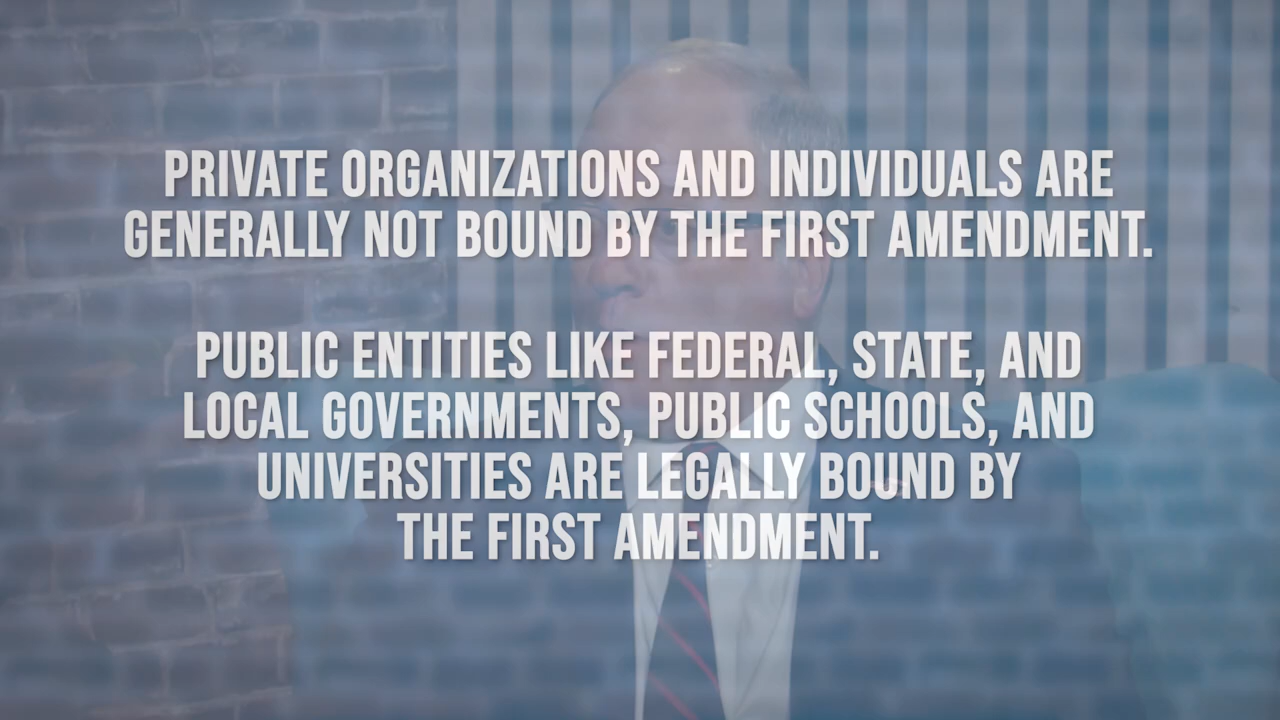 PRIVATE ORGANIZATIONS AND INDIVIDUALS ARE
GENERALLY NOT BOUND BY THE FIRST AMENDMENT.
PUBLIC ENTITIES LIKE FEDERAL, STATE, AND
LOCAL GOVERNMENTS, PUBLIC SCHOOLS, AND
UNIVERSITIES ARE LEGALLY BOUND BY
THE FIRST AMENDMENT.